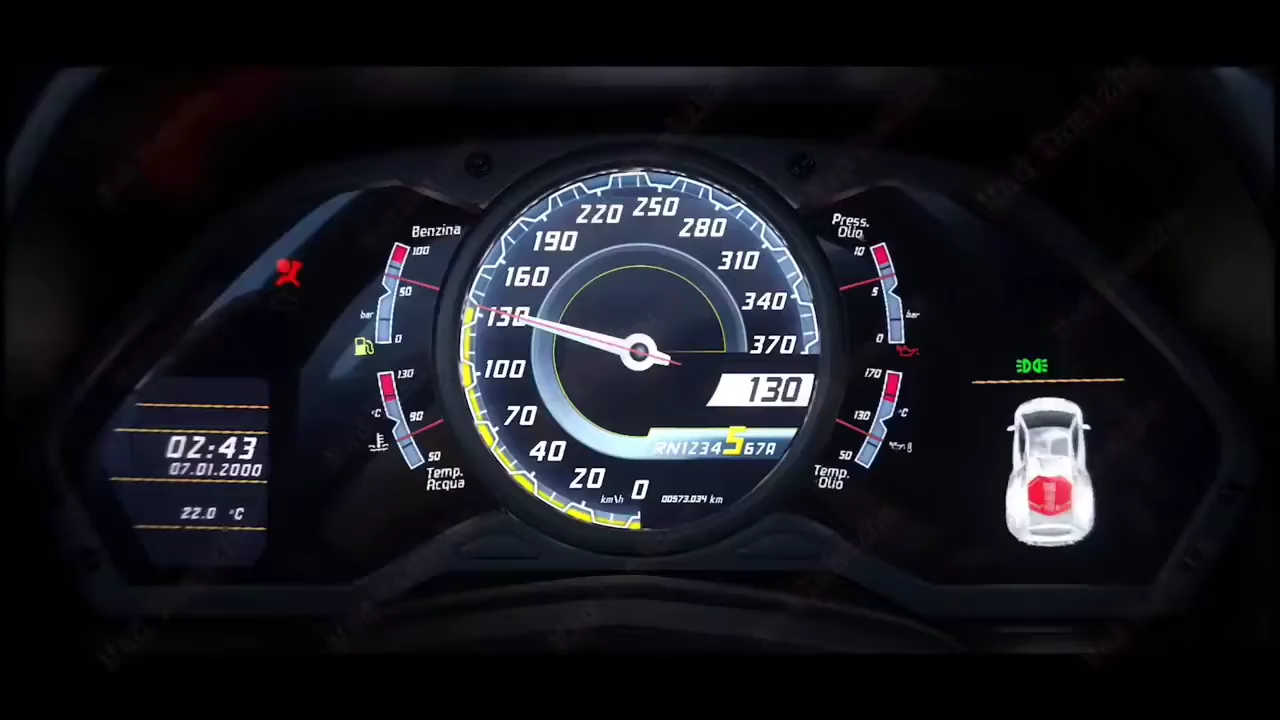 Benzina
100
50
bar
0
130
°C
90
50
Temp.
Acqua
02:43
07.01.2000
22.0 °C
220 250
190 280
160 310
130 340
100 370
130
70
RN1234567A
40
20
km\h 0 00573.034 km
Press.
Olio
10
5
bar
0
170
130 °C
50
Temp.
Olio